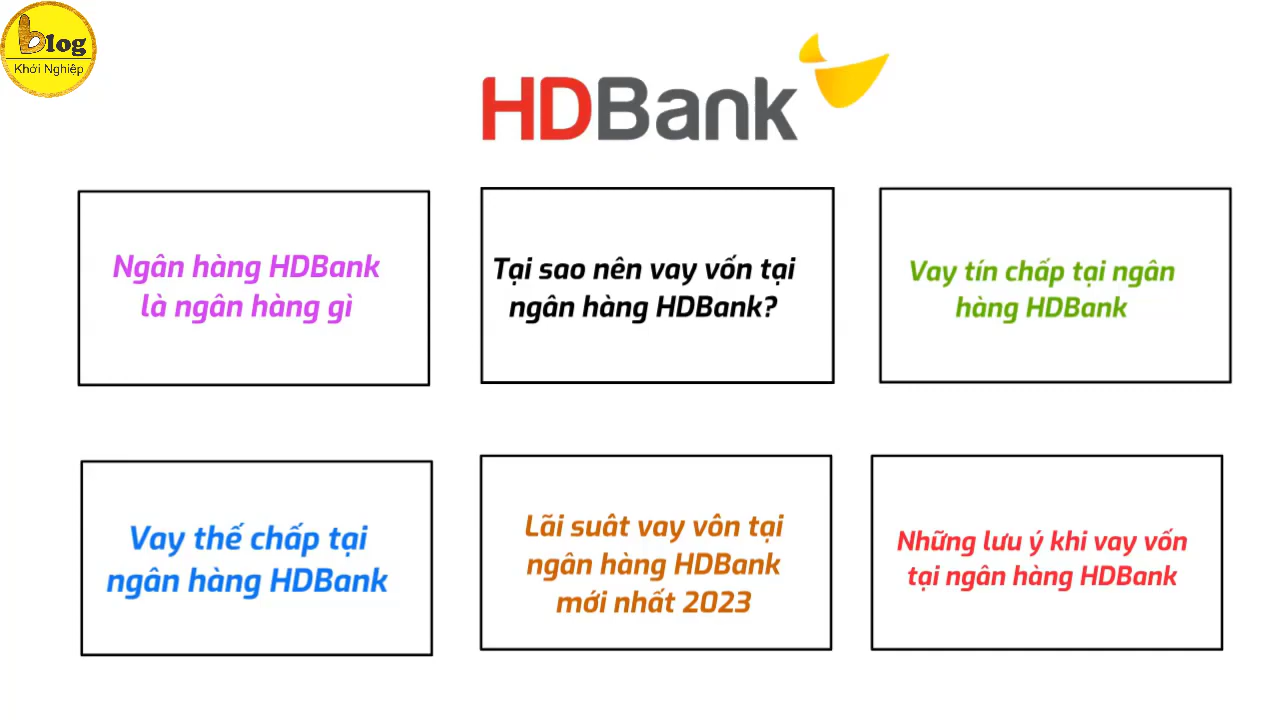 blog
Khởi Nghiệp
HDBank
Ngân hàng HDBank
là ngân hàng gì
Tại sao nên vay vốn tại
ngân hàng HDBank?
Vay tín chấp tại ngân
hàng HDBank
Vay thế chấp tại
ngân hàng HDBank
Lãi suât vay vôn tại
ngân hàng HDBank
mới nhất 2023
Những lưu ý khi vay vốn
tại ngân hàng HDBank